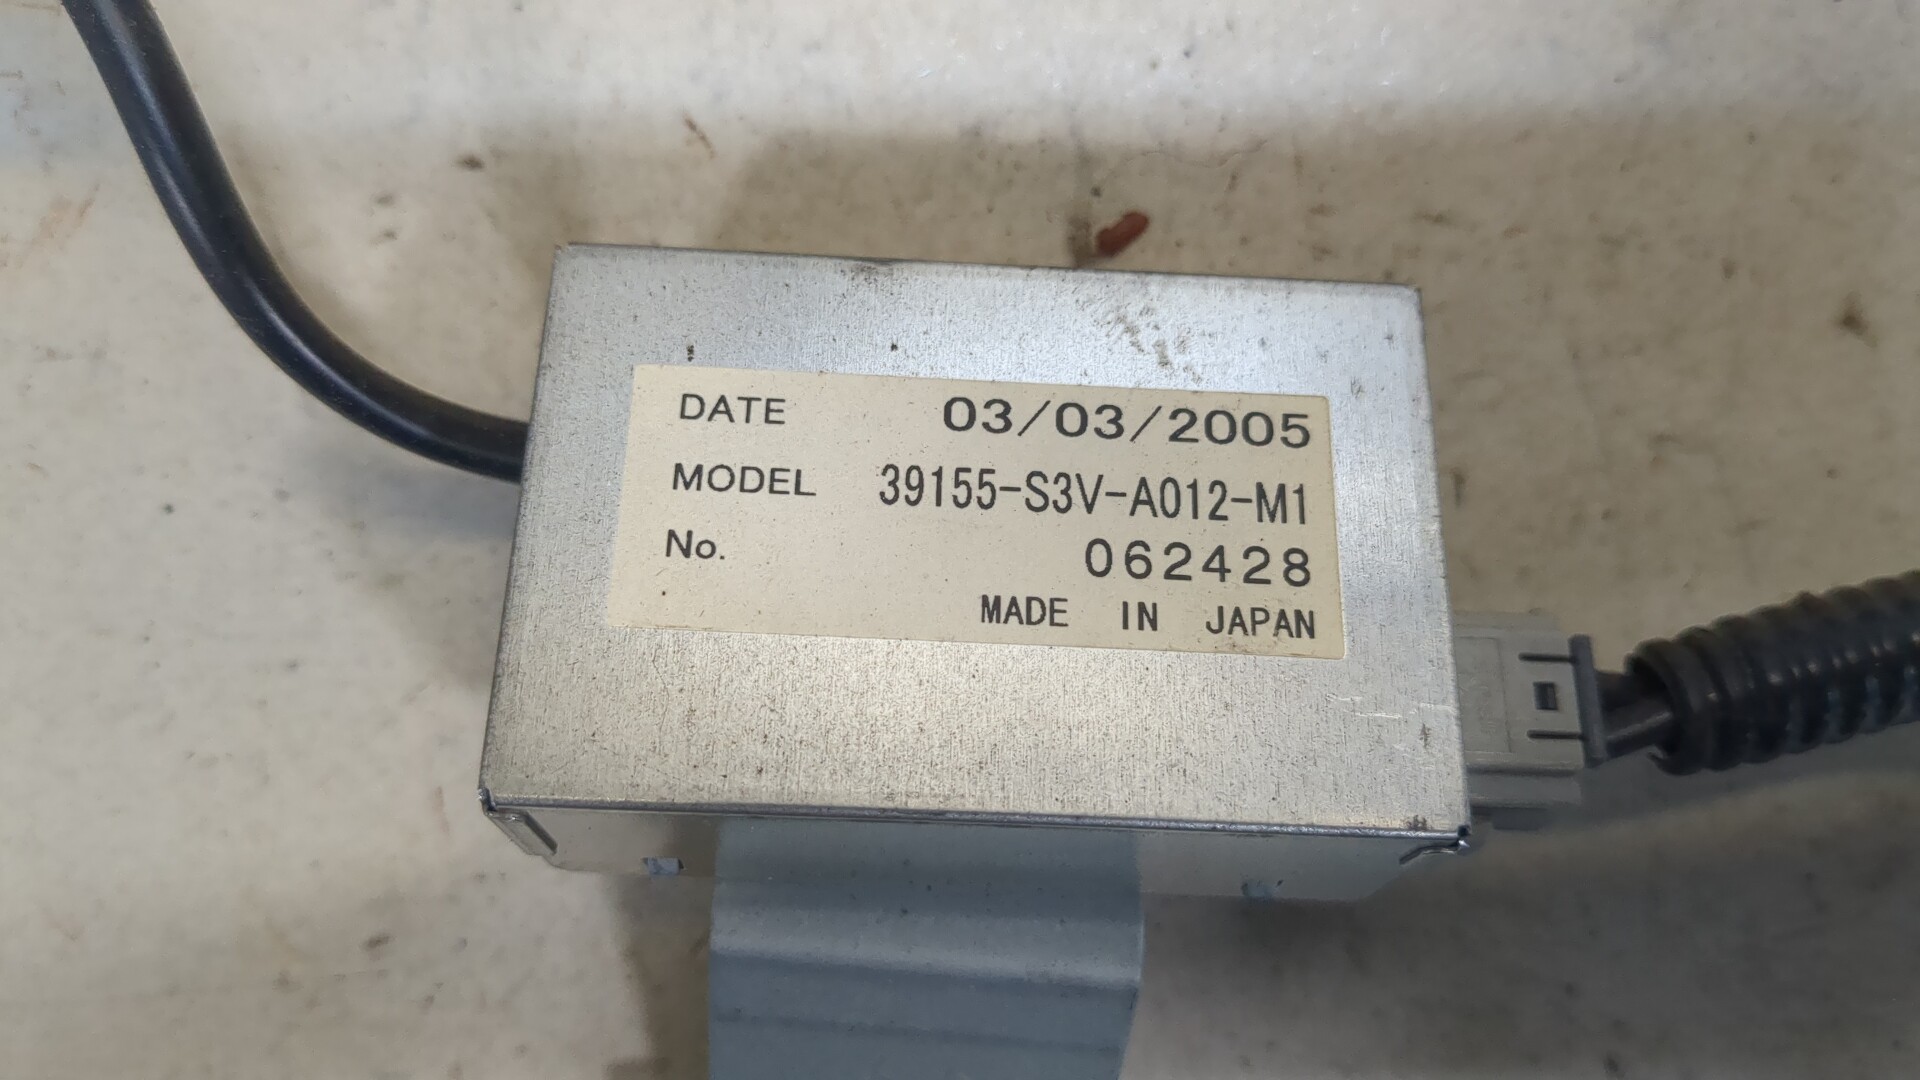 DATE 03/03/2005
MODEL 39155-S3V-A012-M1
No. 062428
MADE IN JAPAN